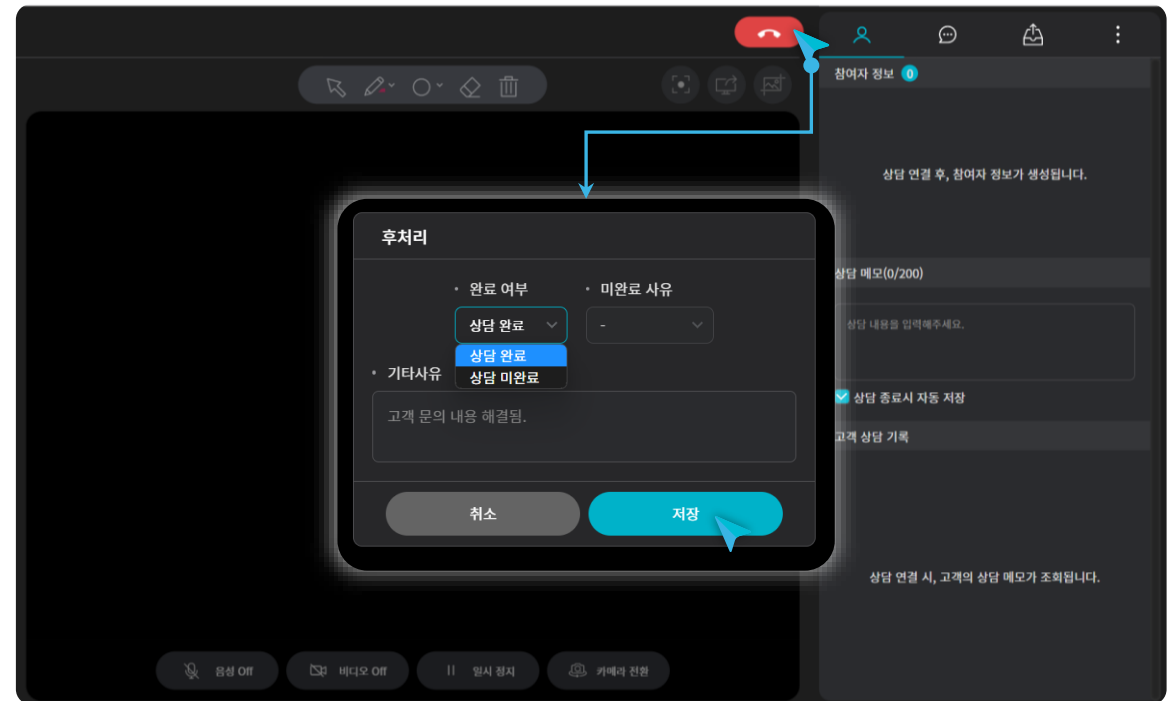 참여자 정보 0
상담 연결 후, 참여자 정보가 생성됩니다.
후처리
상담 메모(0/200)
• 완료 여부 • 미완료 사유
상담 내용을 입력해주세요.
상담 완료 -
상담 완료
상담 미완료
• 기타사유
상담 종료시 자동 저장
고객 문의 내용 해결됨.
고객 상담 기록
취소 저장
상담 연결 시, 고객의 상담 메모가 조회됩니다.
음성 Off 비디오 Off 일시 정지 카메라 전환